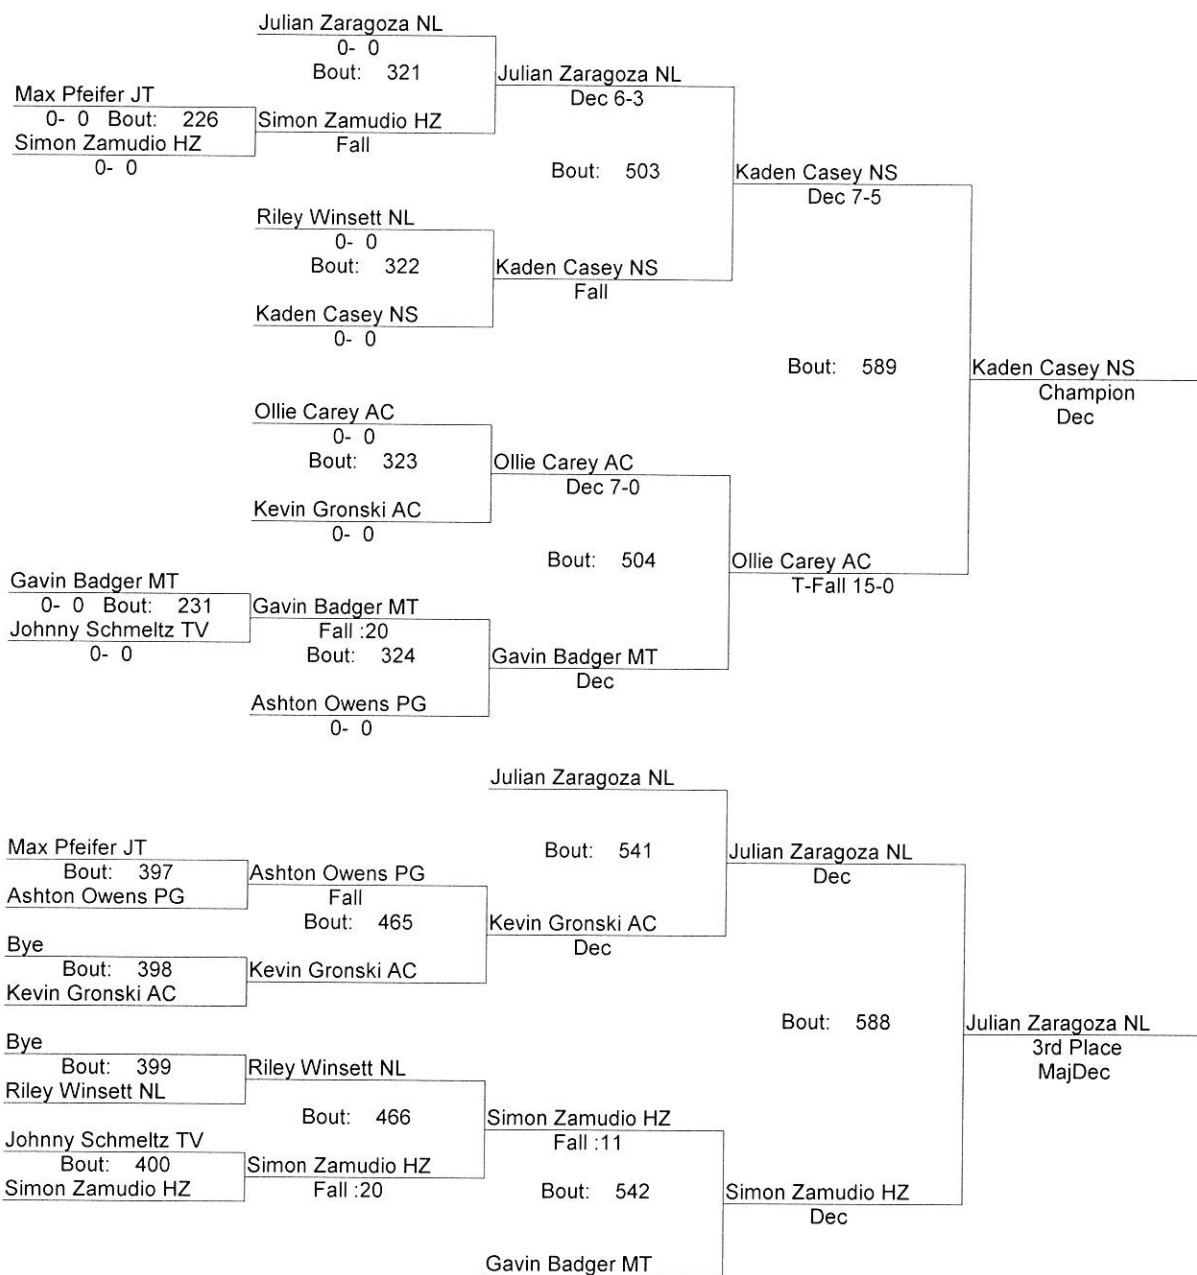 Julian Zaragoza NL
0- 0
Bout: 321
Julian Zaragoza NL
Dec 6-3
Max Pfeifer JT
0- 0 Bout: 226
Simon Zamudio HZ
0- 0
Simon Zamudio HZ
Fall
Bout: 503
Kaden Casey NS
Dec 7-5
Riley Winsett NL
0- 0
Bout: 322
Kaden Casey NS
Fall
Kaden Casey NS
0- 0
Bout: 589
Kaden Casey NS
Champion
Dec
Ollie Carey AC
0- 0
Bout: 323
Ollie Carey AC
Dec 7-0
Kevin Gronski AC
0- 0
Bout: 504
Ollie Carey AC
T-Fall 15-0
Gavin Badger MT
0- 0 Bout: 231
Johnny Schmeltz TV
0- 0
Gavin Badger MT
Fall :20
Bout: 324
Gavin Badger MT
Dec
Ashton Owens PG
0- 0
Julian Zaragoza NL
Bout: 541
Julian Zaragoza NL
Dec
Max Pfeifer JT
Bout: 397
Ashton Owens PG
Ashton Owens PG
Fall
Bout: 465
Kevin Gronski AC
Dec
Bye
Bout: 398
Kevin Gronski AC
Kevin Gronski AC
Bout: 588
Julian Zaragoza NL
3rd Place
MajDec
Bye
Bout: 399
Riley Winsett NL
Riley Winsett NL
Bout: 466
Simon Zamudio HZ
Fall :11
Johnny Schmeltz TV
Bout: 400
Simon Zamudio HZ
Simon Zamudio HZ
Fall :20
Bout: 542
Simon Zamudio HZ
Dec
Gavin Badger MT